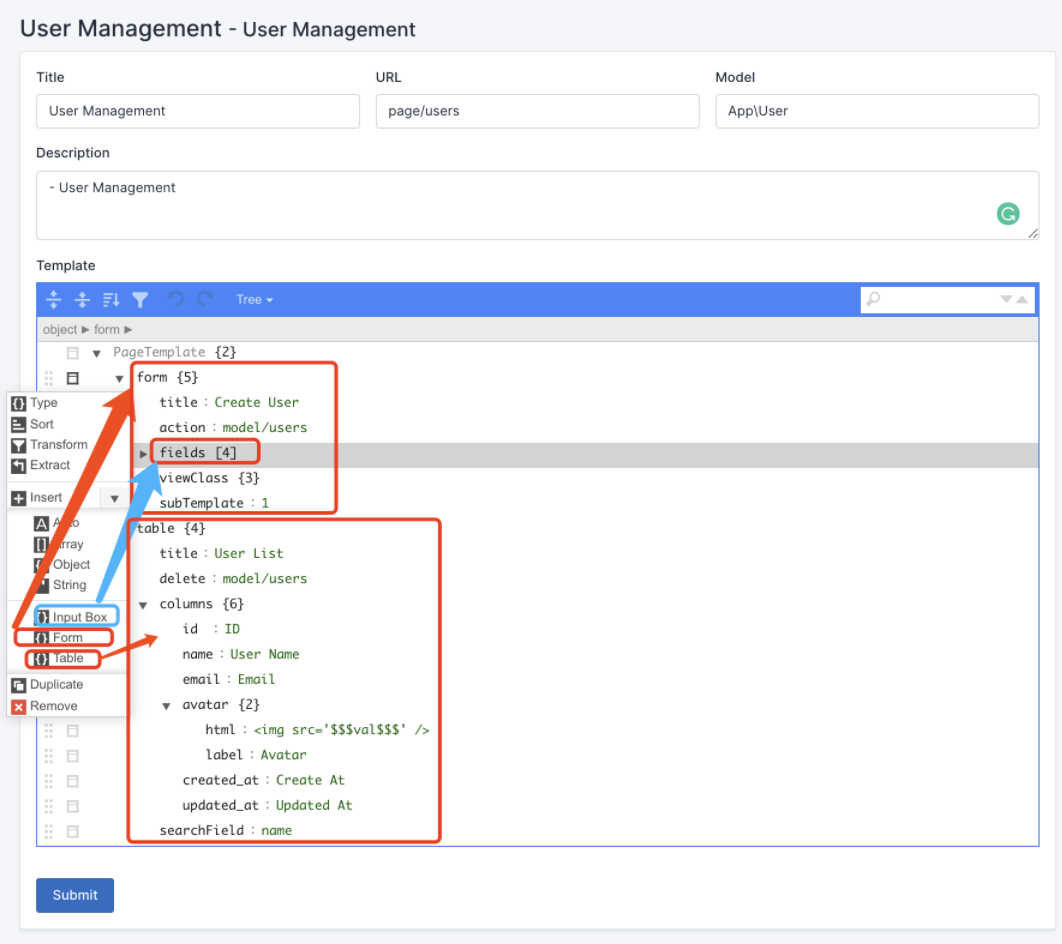 User Management - User Management
Title
URL
Model
User Management
page/users
App\User
Description
- User Management
Template
Tree
object ▶ form ▶
PageTemplate {2}
form {5}
title : Create User
action : model/users
fields [4]
viewClass {3}
subTemplate : 1
table {4}
title : User List
delete : model/users
columns {6}
id : ID
name : User Name
email : Email
avatar {2}
html : <img src='$$$val$$$' />
label : Avatar
created_at : Create At
updated_at : Updated At
searchField : name
Type
Sort
Transform
Extract
Insert
Auto
Array
Object
String
Input Box
Form
Table
Duplicate
Remove
Submit